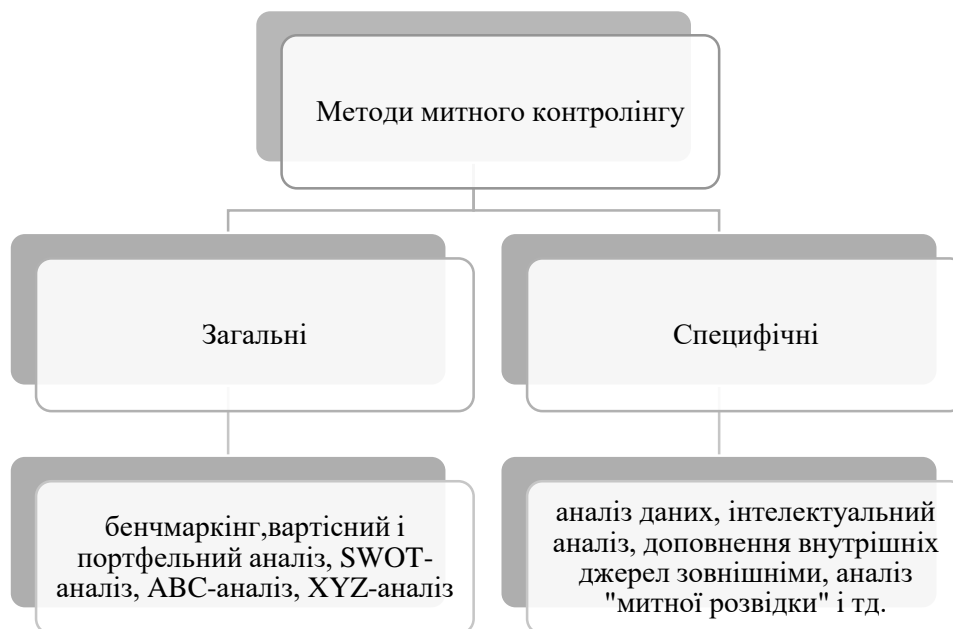 Методи митного контролінгу
Загальні
Специфічні
бенчмаркінг,вартісний і
портфельний аналіз, SWOT-
аналіз, ABC-аналіз, XYZ-аналіз
аналіз даних, інтелектуальний
аналіз, доповнення внутрішніх
джерел зовнішніми, аналіз
"митної розвідки" і тд.